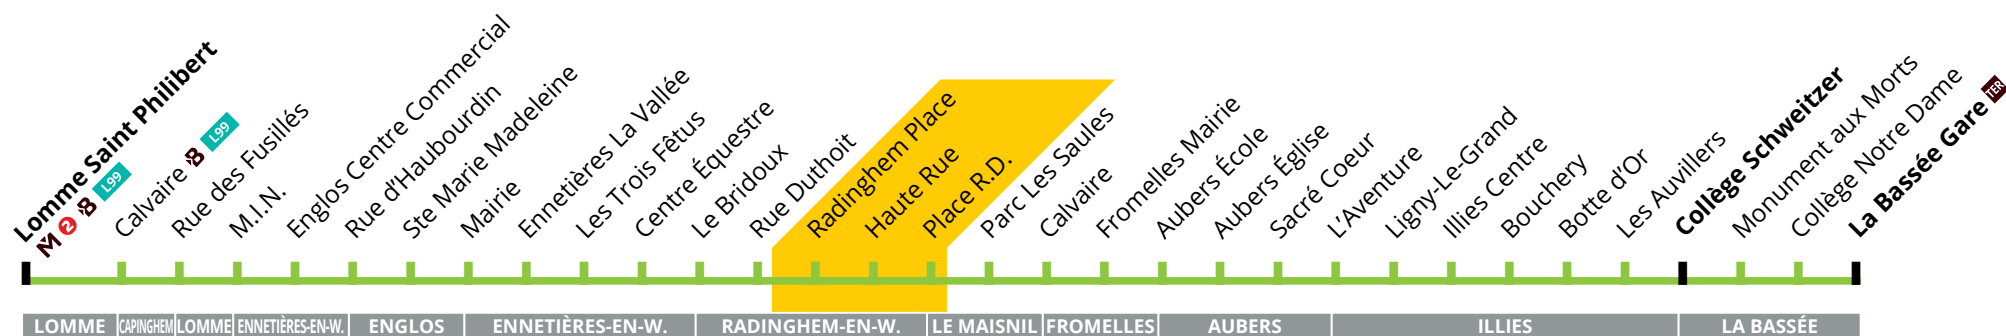 Lomme Saint Philibert
M 2 B L99
Calvaire B L99
Rue des Fusillés
M.I.N.
Englos Centre Commercial
Rue d'Haubourdin
Ste Marie Madeleine
Mairie
Ennetières La Vallée
Les Trois Fêtus
Centre Équestre
Le Bridoux
Rue Duthoit
Radinghem Place
Haute Rue
Place R.D.
Parc Les Saules
Calvaire
Fromelles Mairie
Aubers École
Aubers Église
Sacré Coeur
L'Aventure
Ligny-Le-Grand
Illies Centre
Bouchery
Botte d'Or
Les Auvillers
Collège Schweitzer
Monument aux Morts
Collège Notre Dame
La Bassée Gare TER
LOMME
CAPINGHEM
LOMME
ENNETIÈRES-EN-W.
ENGLOS
ENNETIÈRES-EN-W.
RADINGHEM-EN-W.
LE MAISNIL
FROMELLES
AUBERS
ILLIES
LA BASSÉE